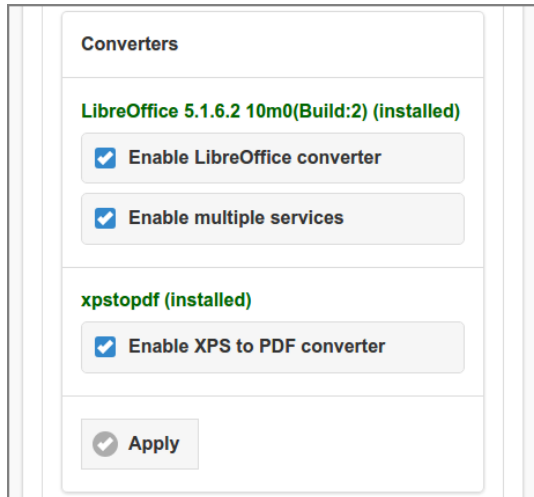 Converters
LibreOffice 5.1.6.2 10m0(Build:2) (installed)
Enable LibreOffice converter
Enable multiple services
xpstopdf (installed)
Enable XPS to PDF converter
Apply